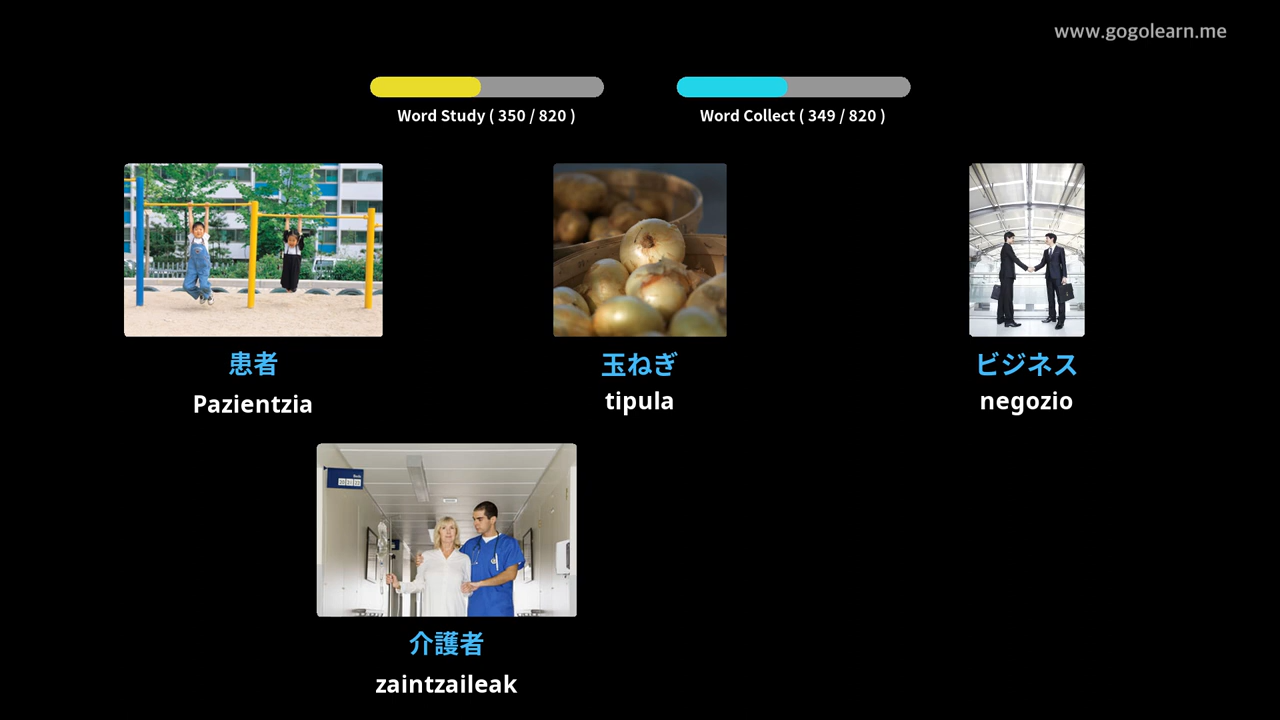 www.gogolearn.me
Word Study ( 350 / 820 )
Word Collect ( 349 / 820 )
患者
Pazientzia
玉ねぎ
tipula
ビジネス
negozio
介護者
zaintzaileak